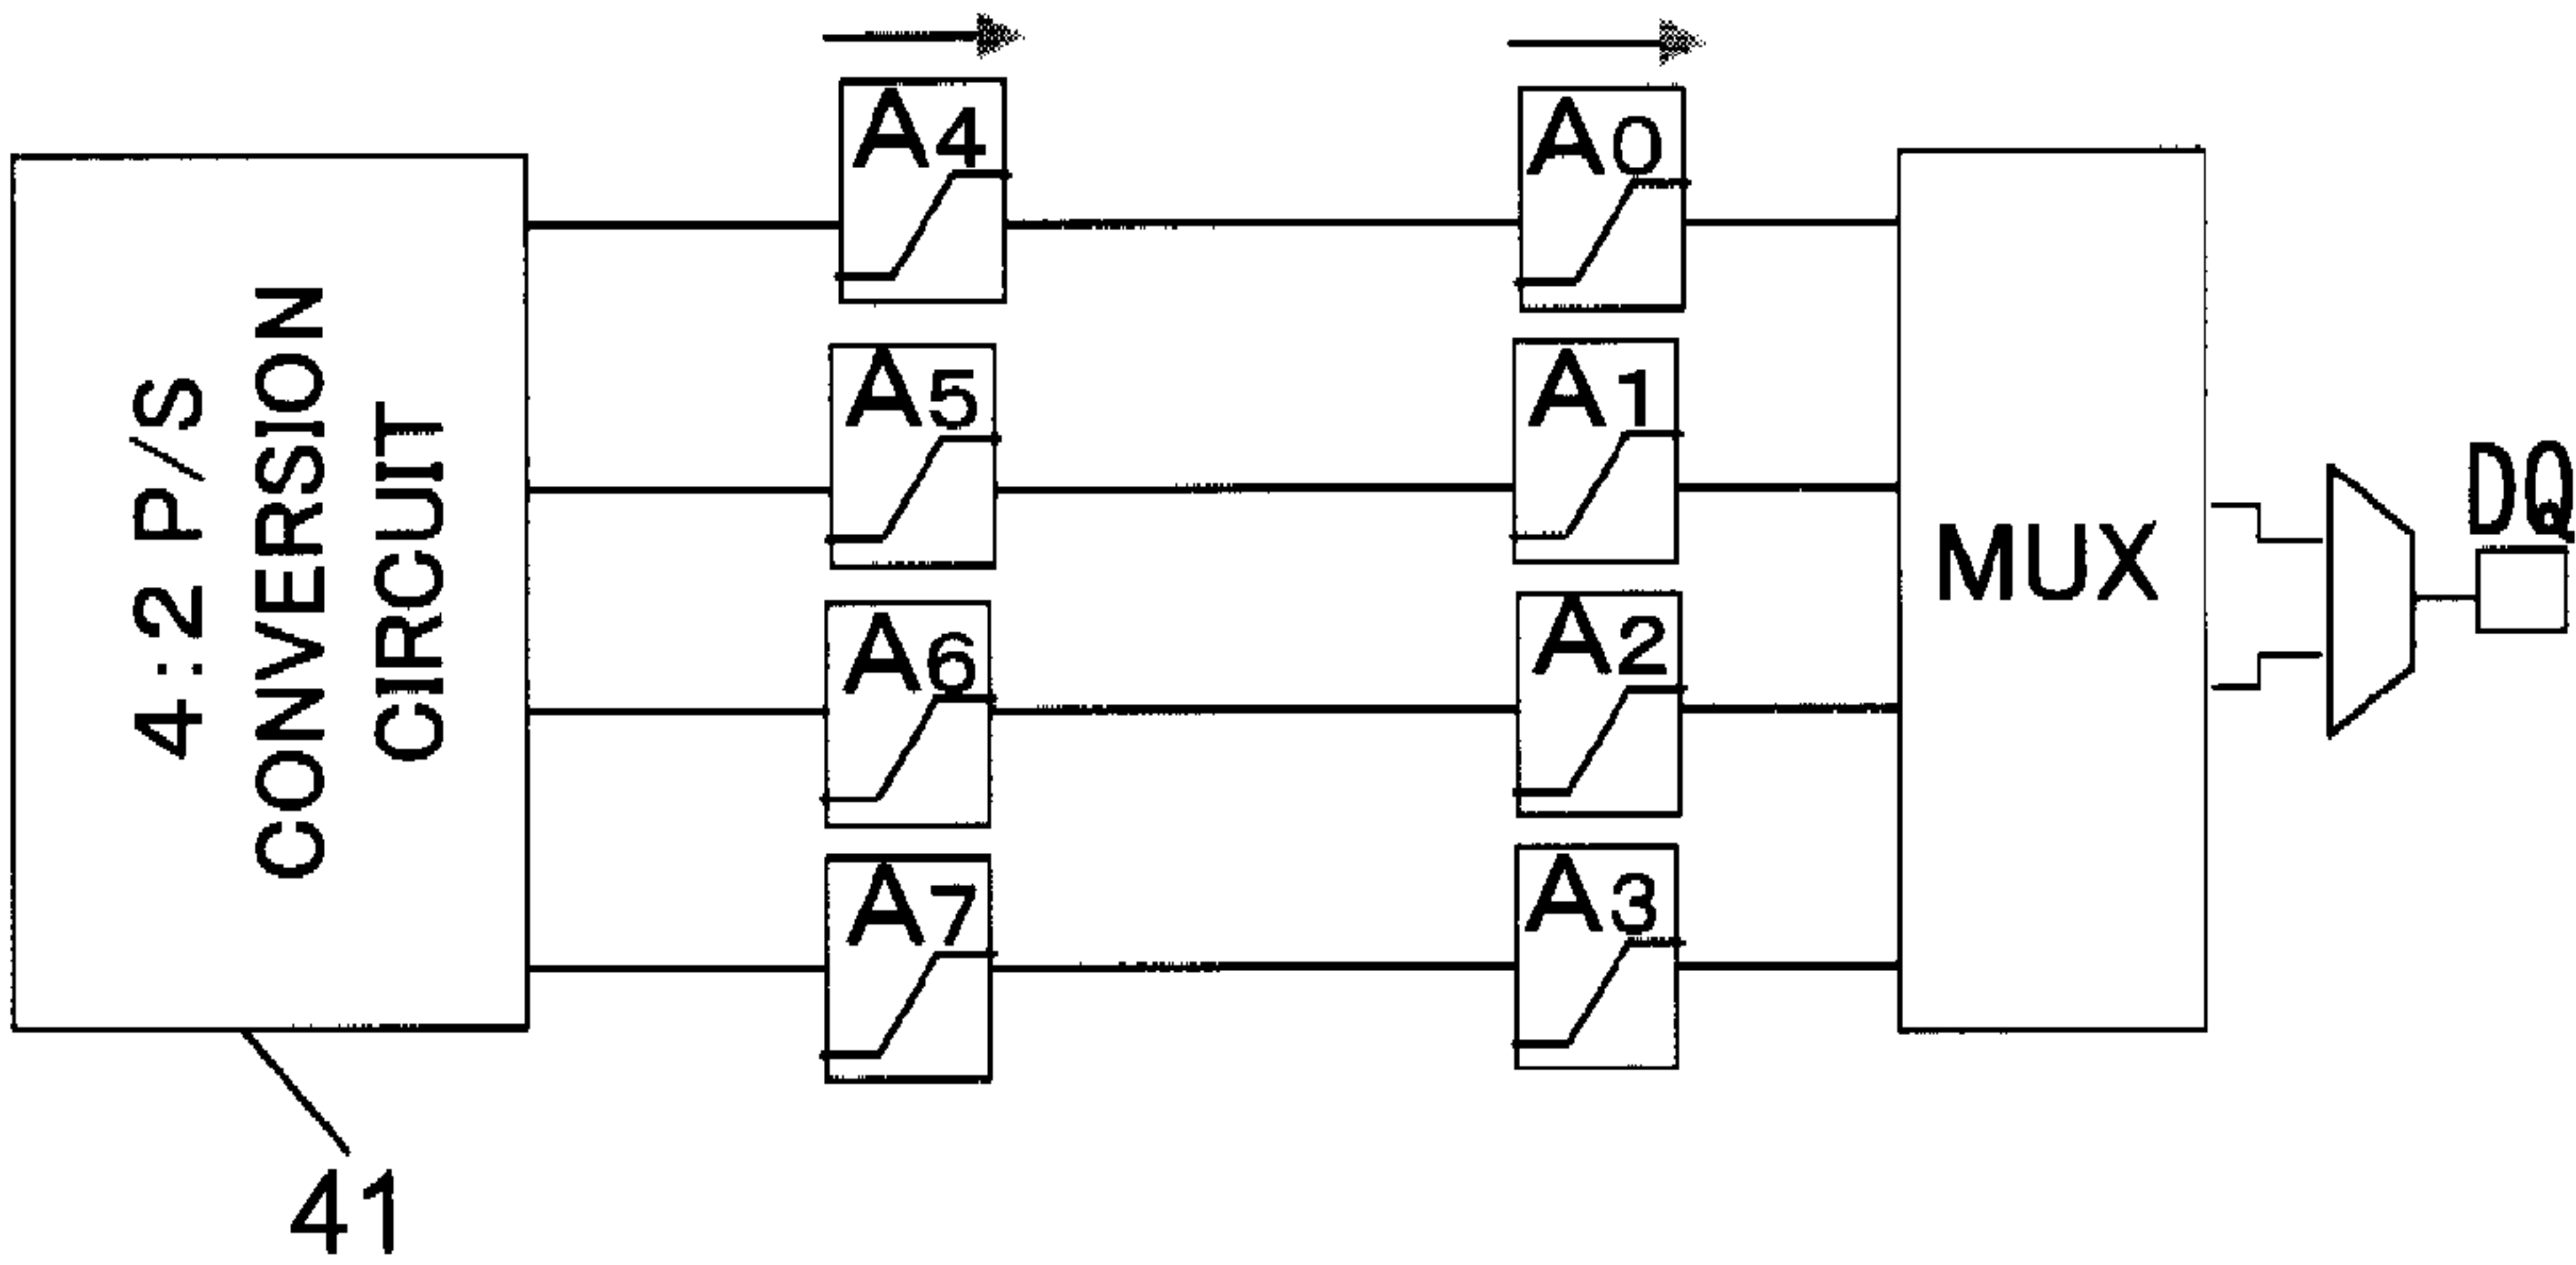 4:2 P/S
CONVERSION
CIRCUIT
A4
A0
A5
A1
A6
A2
A7
A3
MUX
DQ
41